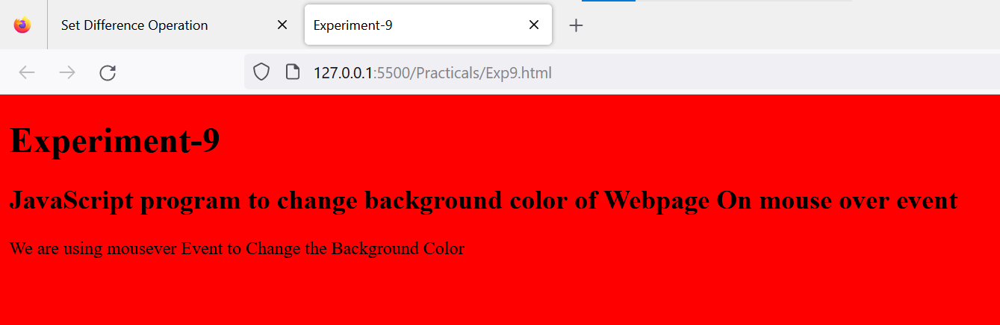 Set Difference Operation
Experiment-9
127.0.0.1:5500/Practicals/Exp9.html
Experiment-9
JavaScript program to change background color of Webpage On mouse over event
We are using mousever Event to Change the Background Color